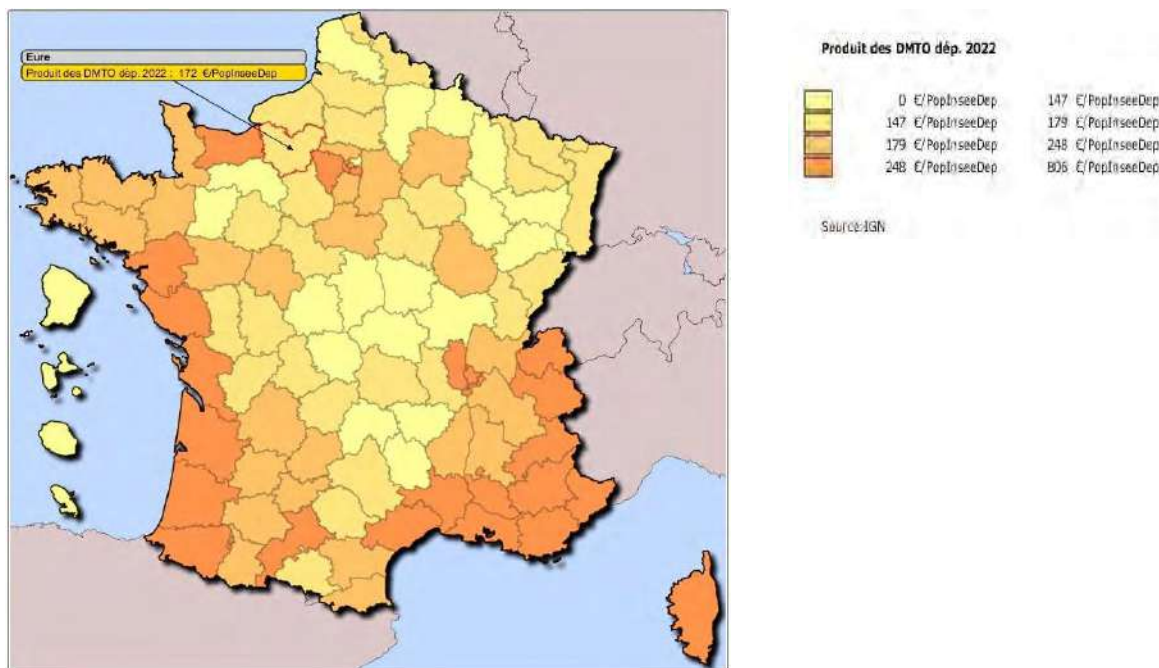 Eure
Produit des DMTO dép. 2022 : 172 €/PopInseeDep
Produit des DMTO dép. 2022
0 €/PopInseeDep 147 €/PopInseeDep
147 €/PopInseeDep 179 €/PopInseeDep
179 €/PopInseeDep 248 €/PopInseeDep
248 €/PopInseeDep 806 €/PopInseeDep
Source:IGN